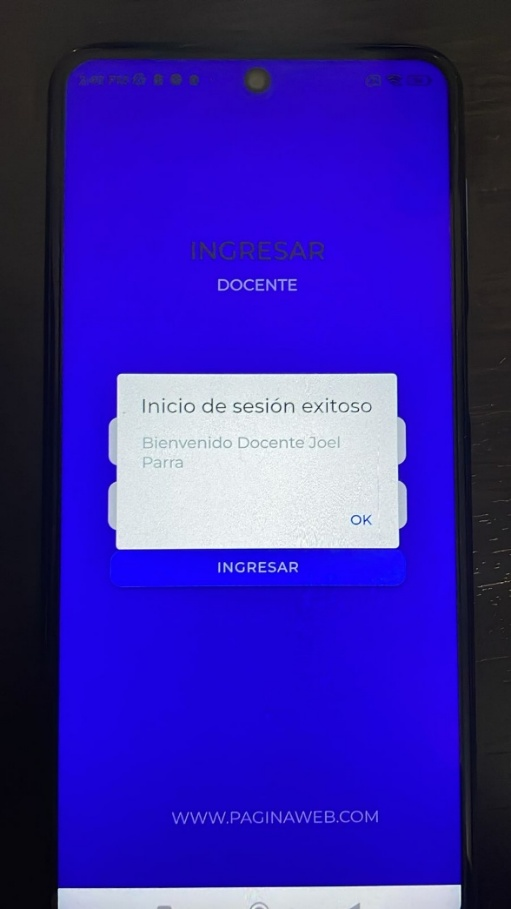 INGRESAR
DOCENTE
Inicio de sesión exitoso
Bienvenido Docente Joel
Parra
OK
INGRESAR
WWW.PAGINAWEB.COM